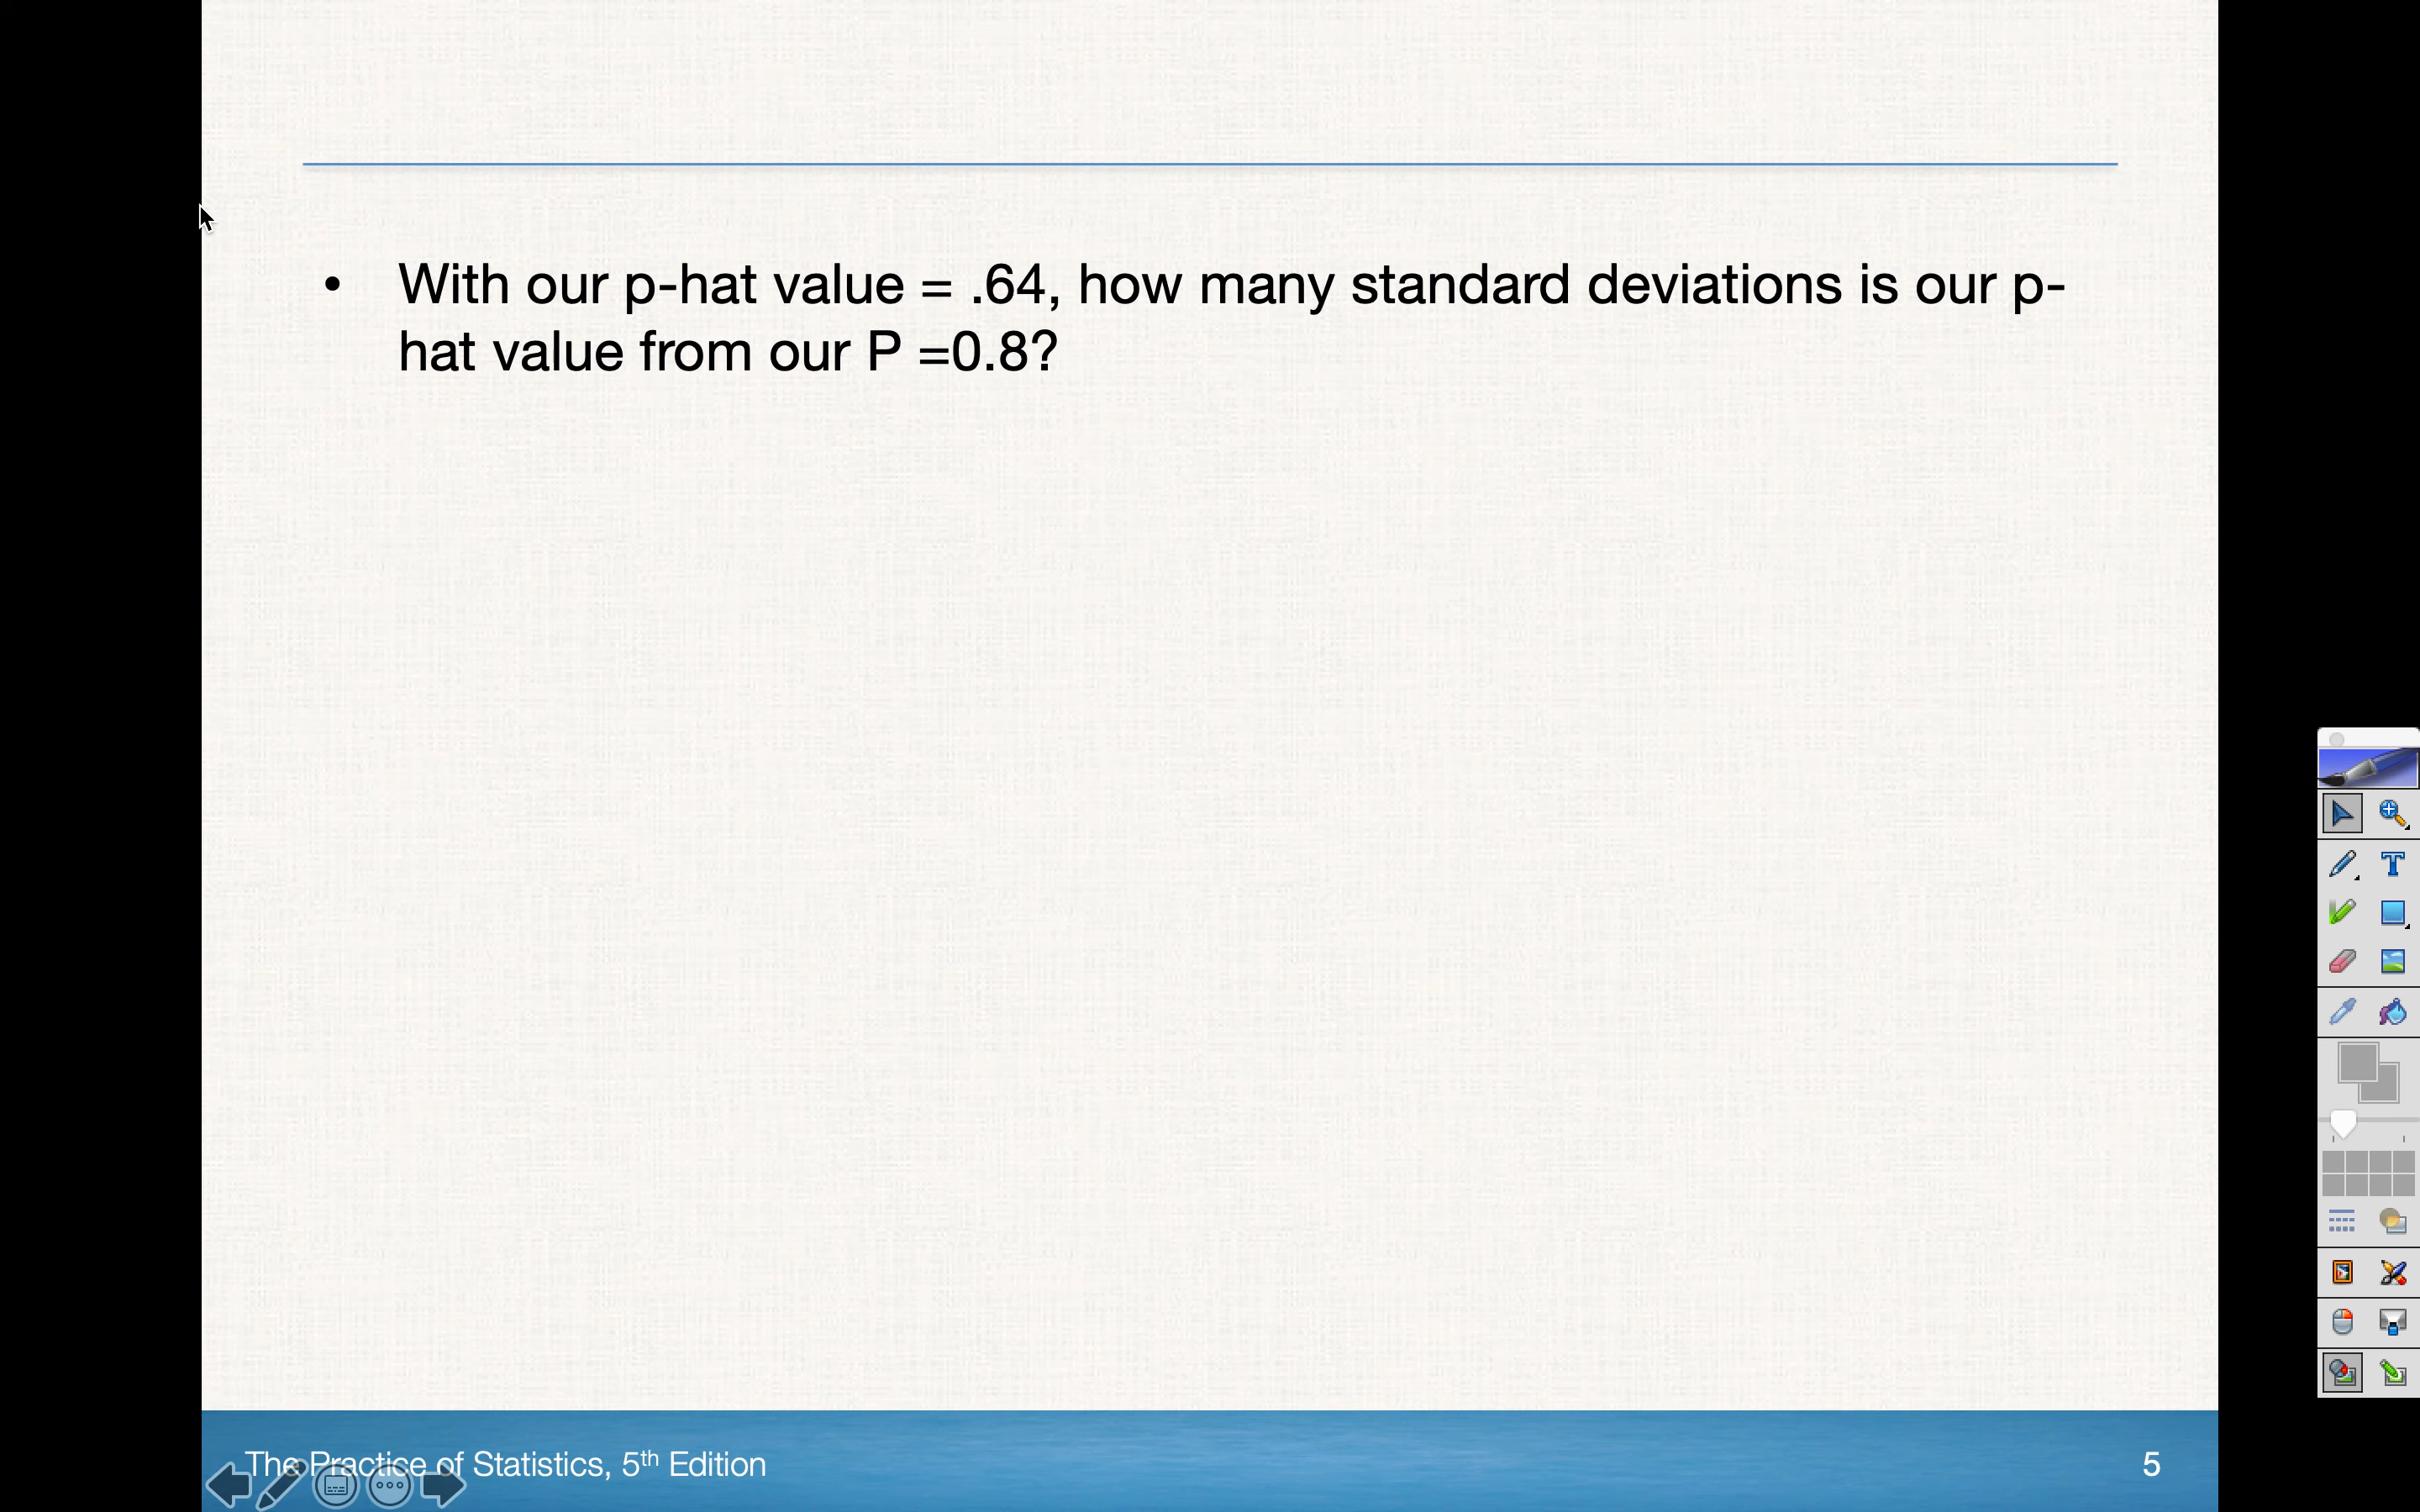 • With our p-hat value = .64, how many standard deviations is our p-
hat value from our P =0.8?
The Practice of Statistics, 5th Edition
5